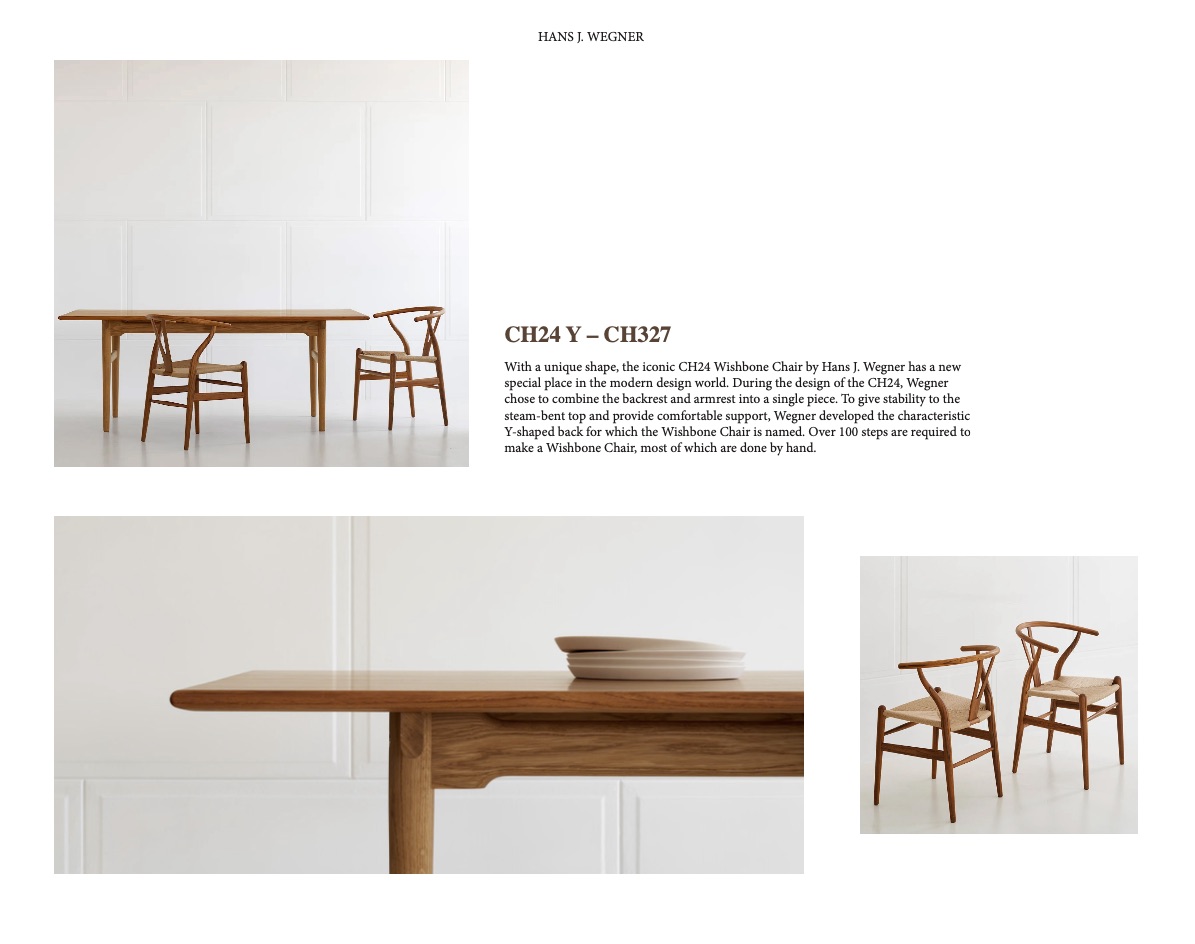 HANS J. WEGNER
CH24 Y – CH327
With a unique shape, the iconic CH24 Wishbone Chair by Hans J. Wegner has a new
special place in the modern design world. During the design of the CH24, Wegner
chose to combine the backrest and armrest into a single piece. To give stability to the
steam-bent top and provide comfortable support, Wegner developed the characteristic
Y-shaped back for which the Wishbone Chair is named. Over 100 steps are required to
make a Wishbone Chair, most of which are done by hand.